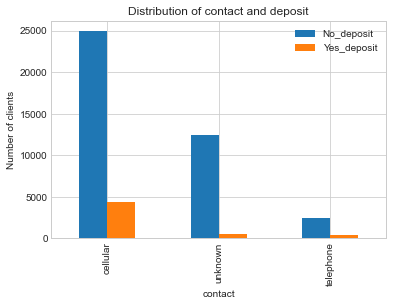 Distribution of contact and deposit
No_deposit
Yes_deposit
Number of clients
25000
20000
15000
10000
5000
0
cellular
unknown
telephone
contact